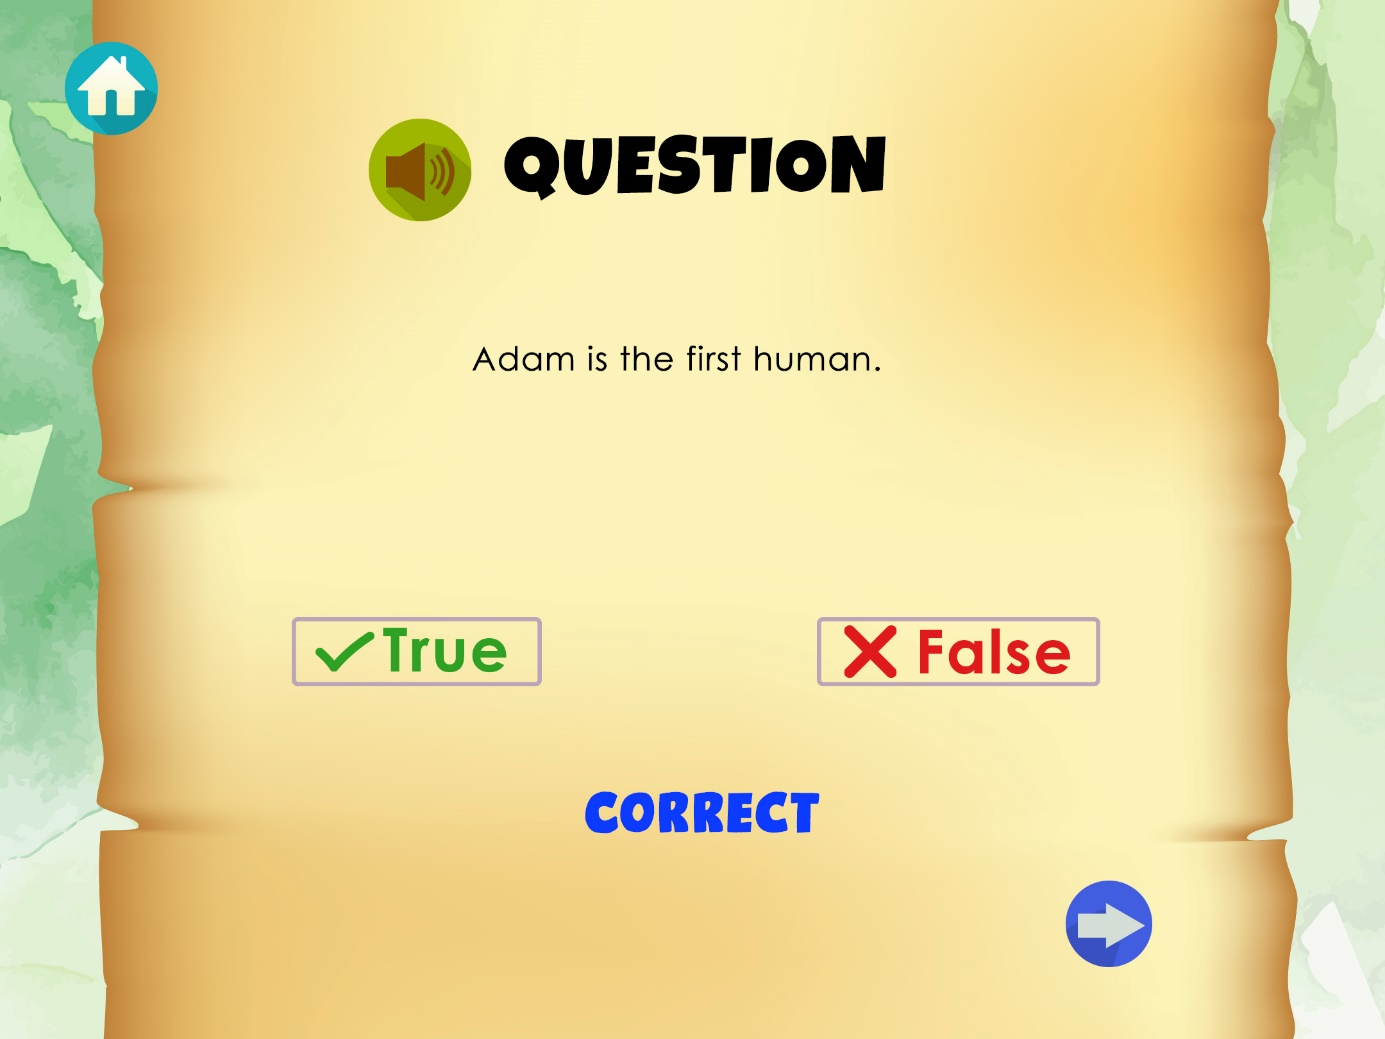 QUESTION
Adam is the first human.
True
False
CORRECT